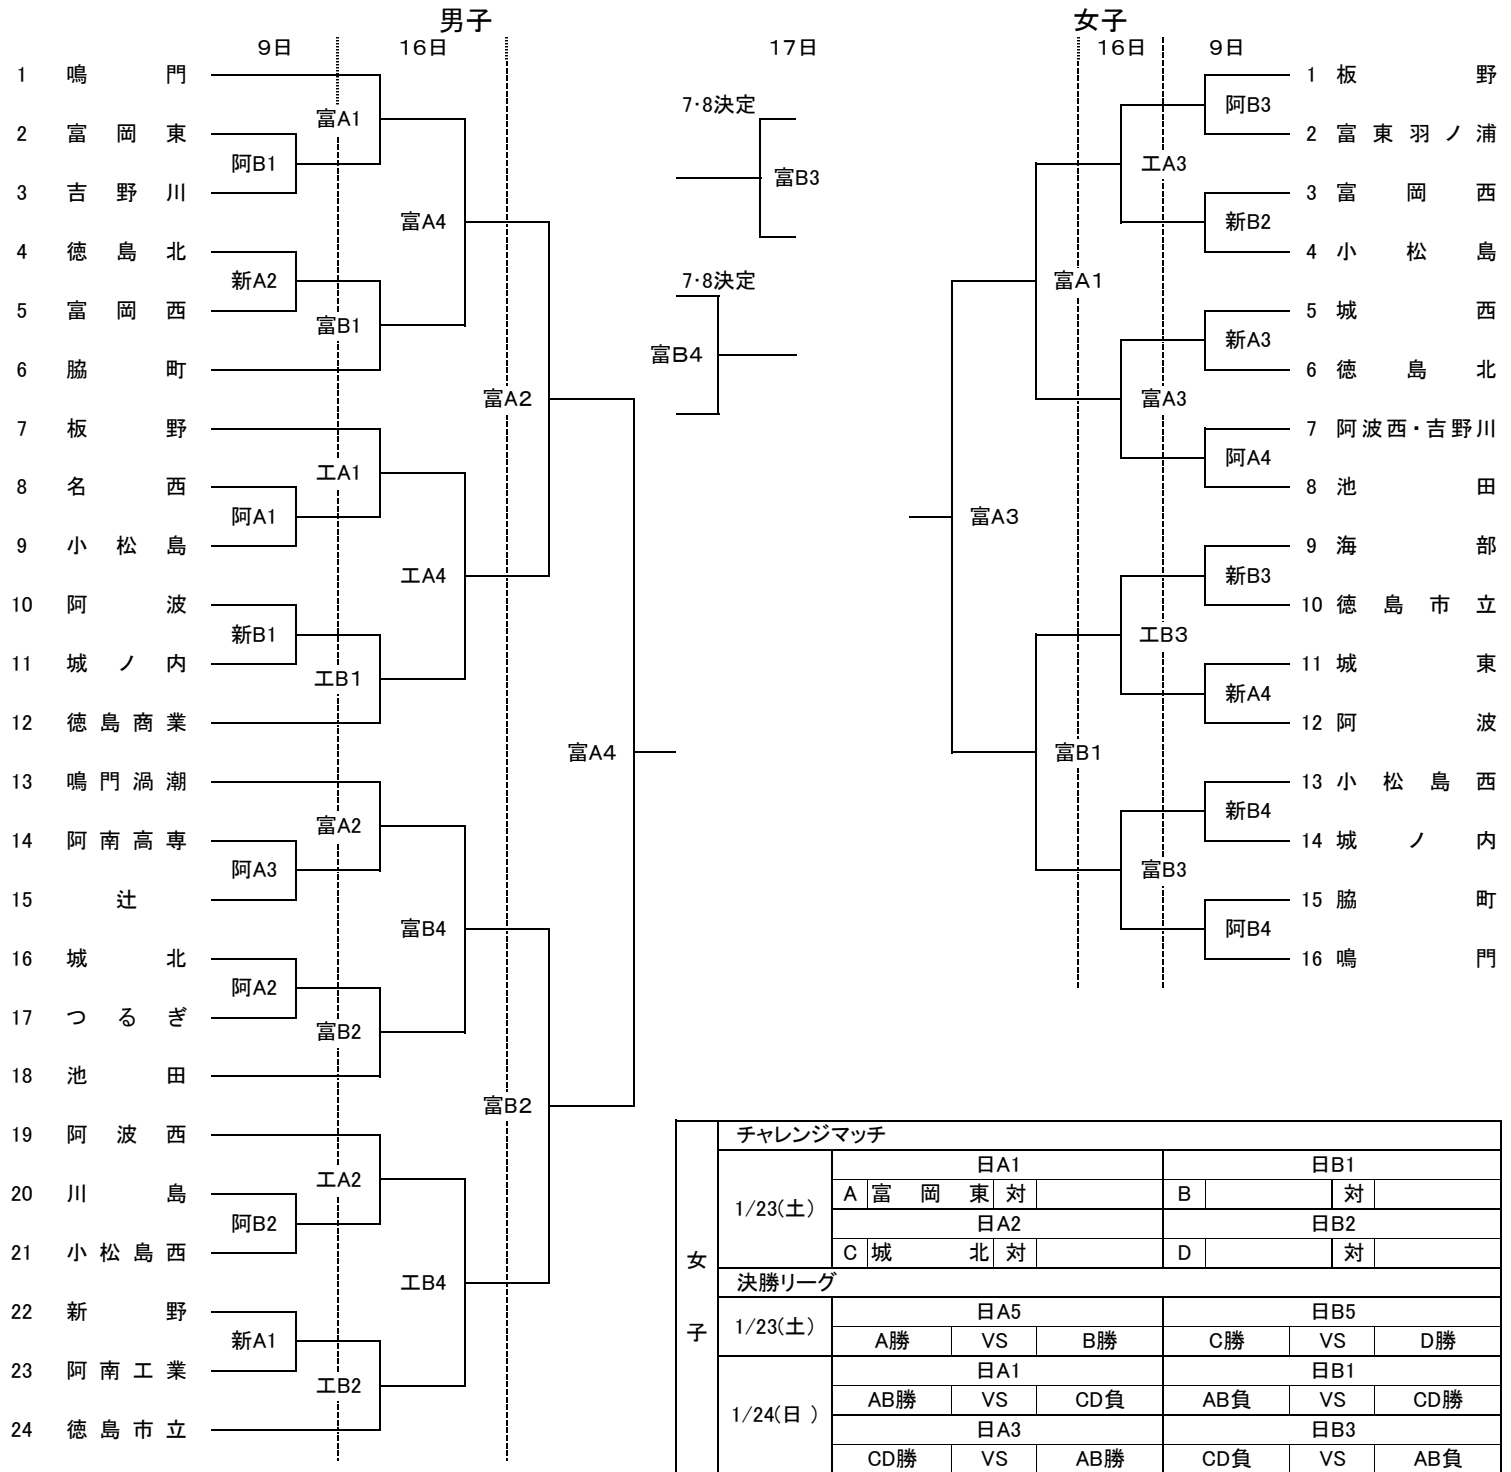 男子
女子
9日
16日
17日
16日
9日
1 鳴門
2 富岡東
3 吉野川
4 徳島北
5 富岡西
6 脇町
7 板野
8 名西
9 小松島
10 阿波
11 城ノ内
12 徳島商業
13 鳴門渦潮
14 阿南高専
15 辻
16 城北
17 つるぎ
18 池田
19 阿波西
20 川島
21 小松島西
22 新野
23 阿南工業
24 徳島市立
阿B1
新A2
阿A1
新B1
阿A3
阿A2
阿B2
新A1
富A1
富B1
工A1
工B1
富A2
富B2
工A2
工B2
富A4
工A4
富B4
工B4
富A2
富B2
富A4
7・8決定
富B3
7・8決定
富B4
富A3
富A1
富B1
工A3
富A3
工B3
富B3
阿B3
新B2
新A3
阿A4
新B3
新A4
新B4
阿B4
1 板野
2 富東羽ノ浦
3 富岡西
4 小松島
5 城西
6 徳島北
7 阿波西・吉野川
8 池田
9 海部
10 徳島市立
11 城東
12 阿波
13 小松島西
14 城ノ内
15 脇町
16 鳴門
女子
チャレンジマッチ
1/23(土)
日A1 日B1
A 富岡東 対 B 対
日A2 日B2
C 城北 対 D 対
決勝リーグ
1/23(土)
日A5 日B5
A勝 VS B勝 C勝 VS D勝
1/24(日 )
日A1 日B1
AB勝 VS CD負 AB負 VS CD勝
日A3 日B3
CD勝 VS AB勝 CD負 VS AB負